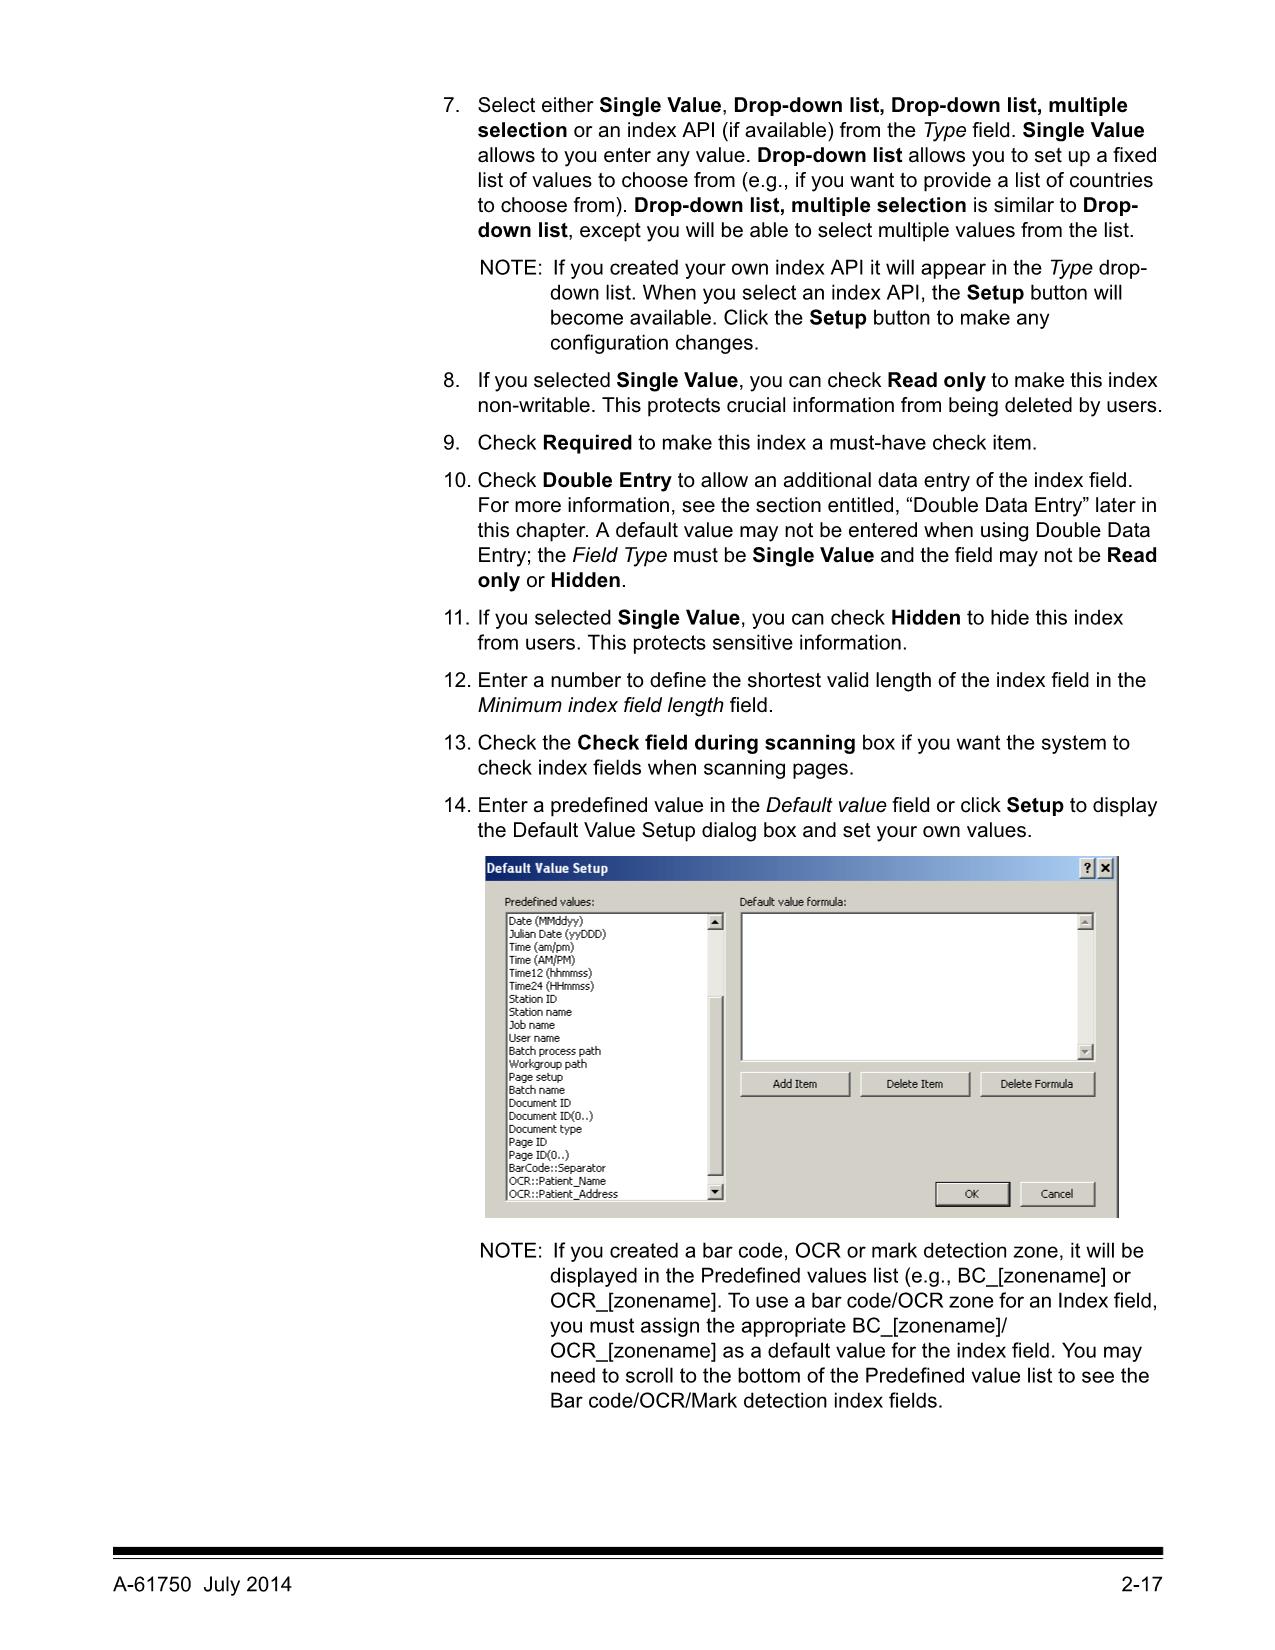 7. Select either Single Value, Drop-down list, Drop-down list, multiple
selection or an index API (if available) from the Type field. Single Value
allows to you enter any value. Drop-down list allows you to set up a fixed
list of values to choose from (e.g., if you want to provide a list of countries
to choose from). Drop-down list, multiple selection is similar to Drop-
down list, except you will be able to select multiple values from the list.
NOTE: If you created your own index API it will appear in the Type drop-
down list. When you select an index API, the Setup button will
become available. Click the Setup button to make any
configuration changes.
8. If you selected Single Value, you can check Read only to make this index
non-writable. This protects crucial information from being deleted by users.
9. Check Required to make this index a must-have check item.
10. Check Double Entry to allow an additional data entry of the index field.
For more information, see the section entitled, “Double Data Entry” later in
this chapter. A default value may not be entered when using Double Data
Entry; the Field Type must be Single Value and the field may not be Read
only or Hidden.
11. If you selected Single Value, you can check Hidden to hide this index
from users. This protects sensitive information.
12. Enter a number to define the shortest valid length of the index field in the
Minimum index field length field.
13. Check the Check field during scanning box if you want the system to
check index fields when scanning pages.
14. Enter a predefined value in the Default value field or click Setup to display
the Default Value Setup dialog box and set your own values.
Default Value Setup
Predefined values:
Date (MMddyy)
Julian Date (yyDDD)
Time (am/pm)
Time (AM/PM)
Time12 (hhmmss)
Time24 (HHmmss)
Station ID
Station name
Job name
User name
Batch process path
Workgroup path
Page setup
Batch name
Document ID
Document ID(0..)
Document type
Page ID
Page ID(0..)
BarCode::Separator
OCR::Patient_Name
OCR::Patient_Address
Default value formula:
Add Item Delete Item Delete Formula
OK Cancel
NOTE: If you created a bar code, OCR or mark detection zone, it will be
displayed in the Predefined values list (e.g., BC_[zonename] or
OCR_[zonename]. To use a bar code/OCR zone for an Index field,
you must assign the appropriate BC_[zonename]/
OCR_[zonename] as a default value for the index field. You may
need to scroll to the bottom of the Predefined value list to see the
Bar code/OCR/Mark detection index fields.
A-61750 July 2014 2-17